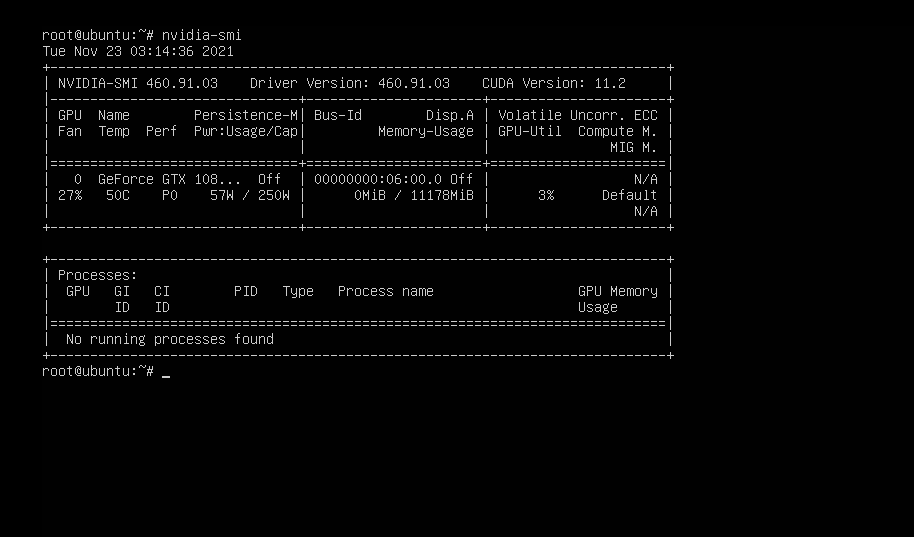 root@ubuntu:~# nvidia-smi
Tue Nov 23 03:14:36 2021
+-----------------------------------------------------------------------------+
| NVIDIA-SMI 460.91.03    Driver Version: 460.91.03    CUDA Version: 11.2     |
|-------------------------------+----------------------+----------------------+
| GPU  Name        Persistence-M| Bus-Id        Disp.A | Volatile Uncorr. ECC |
| Fan  Temp  Perf  Pwr:Usage/Cap|         Memory-Usage | GPU-Util  Compute M. |
|                               |                      |               MIG M. |
|===============================+======================+======================|
|   0  GeForce GTX 108...  Off  | 00000000:06:00.0 Off |                  N/A |
| 27%   50C    P0    57W / 250W |      0MiB / 11178MiB |      3%      Default |
|                               |                      |                  N/A |
+-------------------------------+----------------------+----------------------+

+-----------------------------------------------------------------------------+
| Processes:                                                                  |
|  GPU   GI   CI        PID   Type   Process name                  GPU Memory |
|        ID   ID                                                   Usage      |
|=============================================================================|
|  No running processes found                                                 |
+-----------------------------------------------------------------------------+
root@ubuntu:~# _